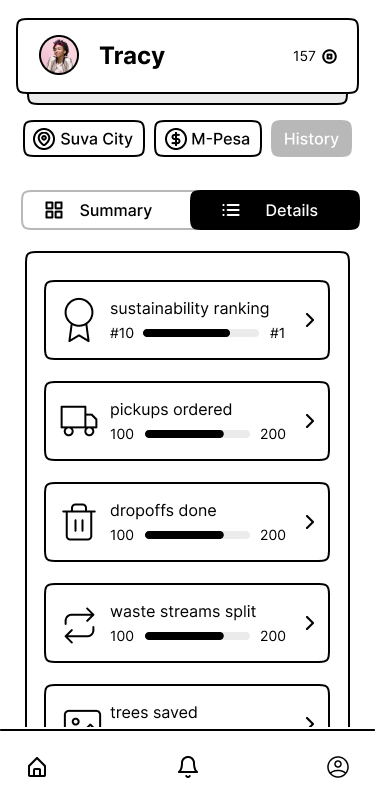 Tracy
157
Suva City
M-Pesa
History
Summary
Details
sustainability ranking
#10
#1
pickups ordered
100
200
dropoffs done
100
200
waste streams split
100
200
trees saved